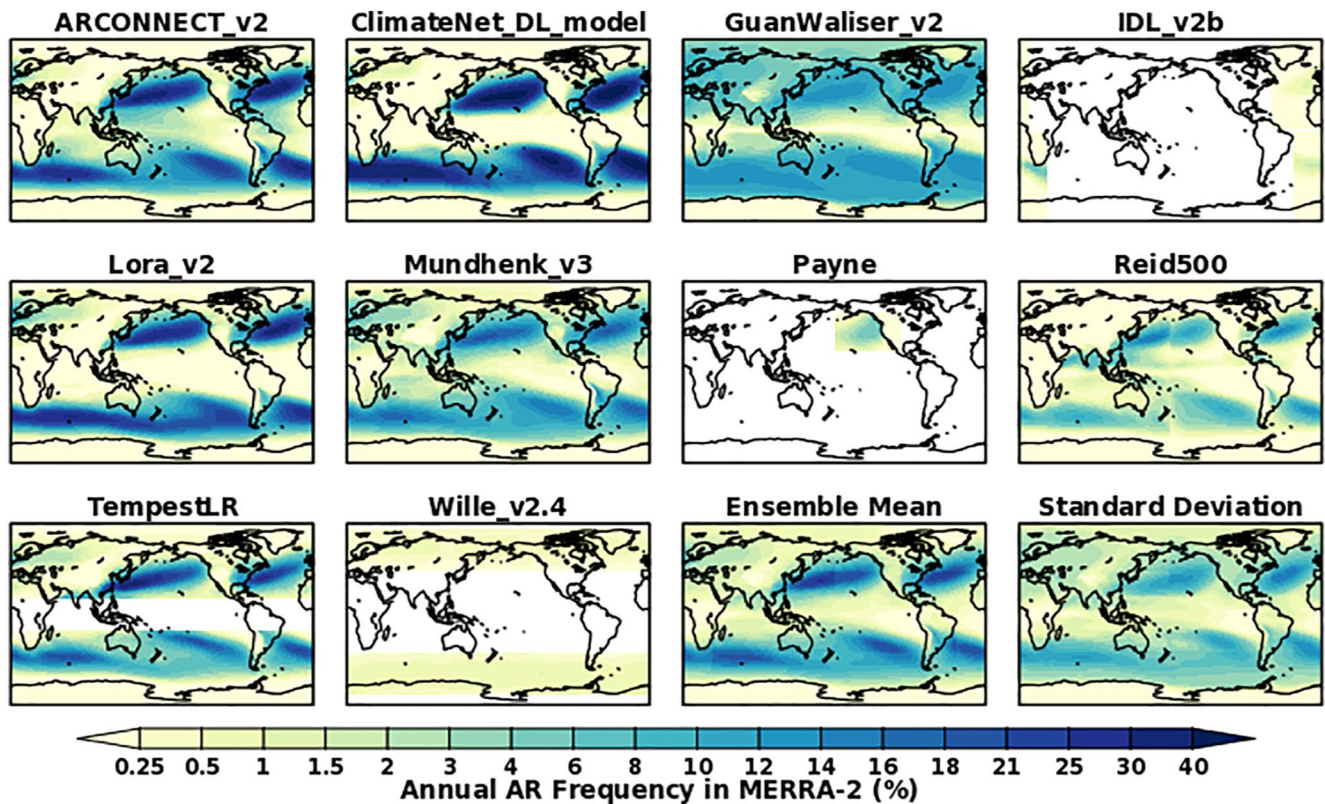 ARCONNECT_v2 ClimateNet_DL_model GuanWaliser_v2 IDL_v2b
Lora_v2 Mundhenk_v3 Payne Reid500
TempestLR Wille_v2.4 Ensemble Mean Standard Deviation
0.25 0.5 1 1.5 2 3 4 6 8 10 12 14 16 18 21 25 30 40
Annual AR Frequency in MERRA-2 (%)